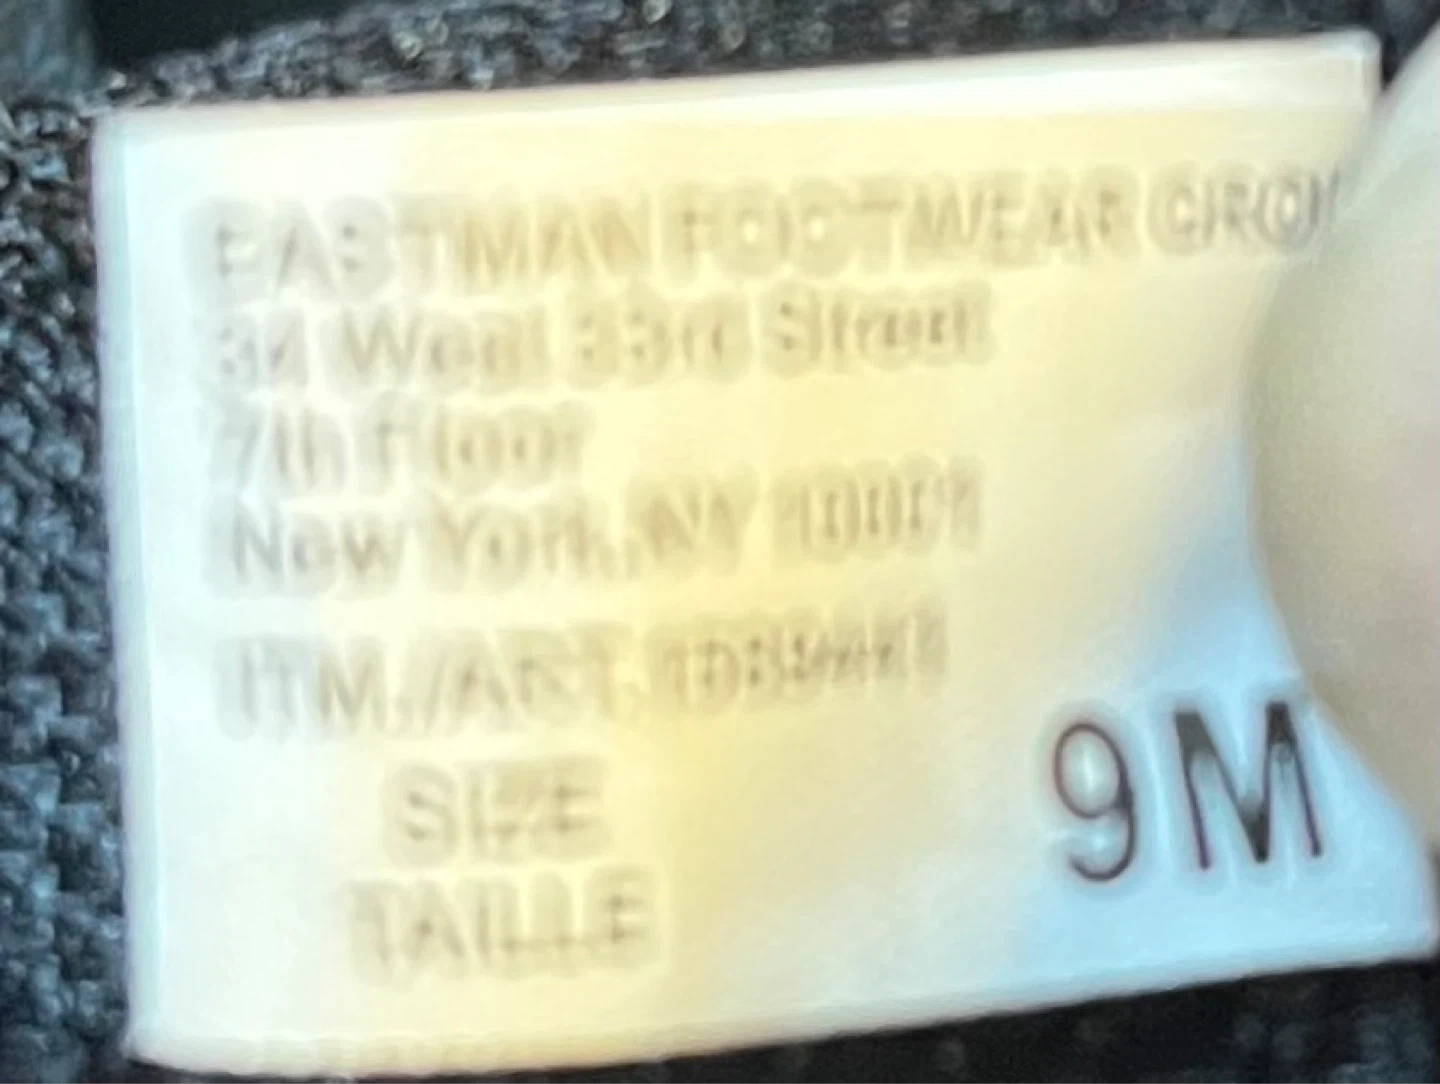 EASTMAN FOOTWEAR GROU
34 West 33rd Street
7th Floor
New York, NY
ITM./ART.
SIZE 9M
TAILLE